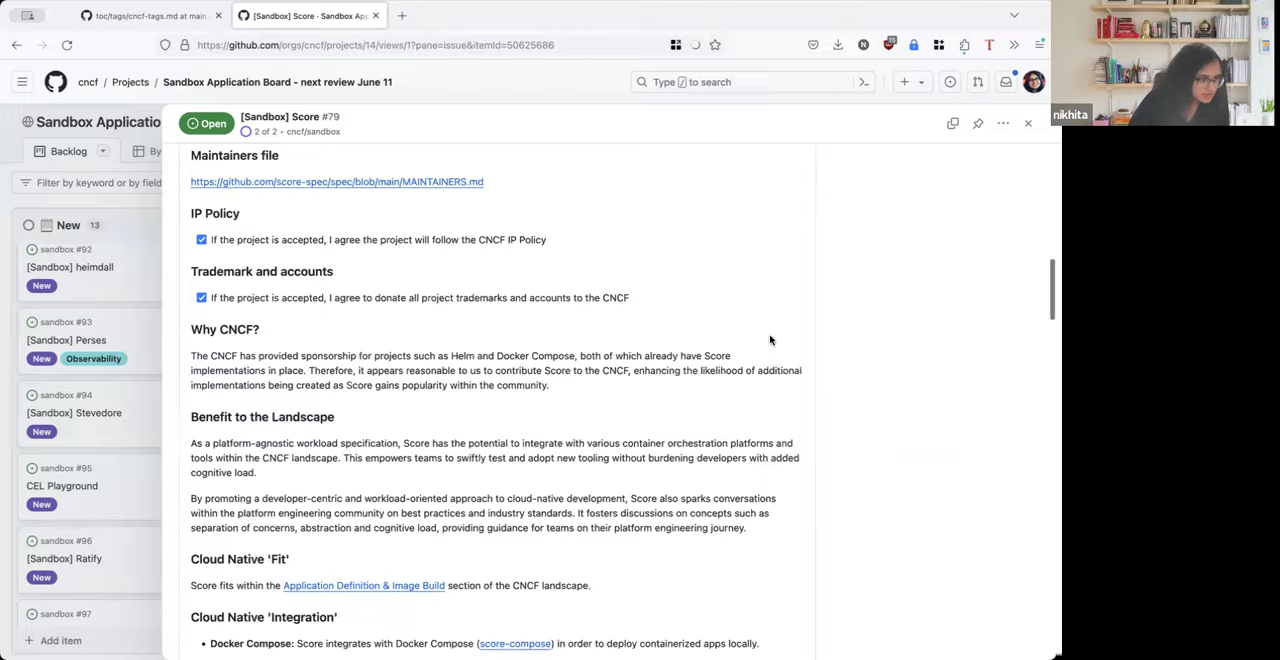 toc/tags/cncf-tags.md at main
[Sandbox] Score · Sandbox App
https://github.com/orgs/cncf/projects/14/views/1?pane=issue&itemId=50625686
15
N
T
cncf / Projects / Sandbox Application Board - next review June 11
Type / to search
nikhita
Sandbox Applicatio
Open
[Sandbox] Score #79
2 of 2 • cncf/sandbox
Backlog
By
Filter by keyword or by field
New 13
sandbox #92
[Sandbox] heimdall
New
sandbox #93
[Sandbox] Perses
New
Observability
sandbox #94
[Sandbox] Stevedore
New
sandbox #95
CEL Playground
New
sandbox #96
[Sandbox] Ratify
New
sandbox #97
+ Add item
Maintainers file
https://github.com/score-spec/spec/blob/main/MAINTAINERS.md
IP Policy
If the project is accepted, I agree the project will follow the CNCF IP Policy
Trademark and accounts
If the project is accepted, I agree to donate all project trademarks and accounts to the CNCF
Why CNCF?
The CNCF has provided sponsorship for projects such as Helm and Docker Compose, both of which already have Score
implementations in place. Therefore, it appears reasonable to us to contribute Score to the CNCF, enhancing the likelihood of additional
implementations being created as Score gains popularity within the community.
Benefit to the Landscape
As a platform-agnostic workload specification, Score has the potential to integrate with various container orchestration platforms and
tools within the CNCF landscape. This empowers teams to swiftly test and adopt new tooling without burdening developers with added
cognitive load.
By promoting a developer-centric and workload-oriented approach to cloud-native development, Score also sparks conversations
within the platform engineering community on best practices and industry standards. It fosters discussions on concepts such as
separation of concerns, abstraction and cognitive load, providing guidance for teams on their platform engineering journey.
Cloud Native 'Fit'
Score fits within the Application Definition & Image Build section of the CNCF landscape.
Cloud Native 'Integration'
• Docker Compose: Score integrates with Docker Compose (score-compose) in order to deploy containerized apps locally.